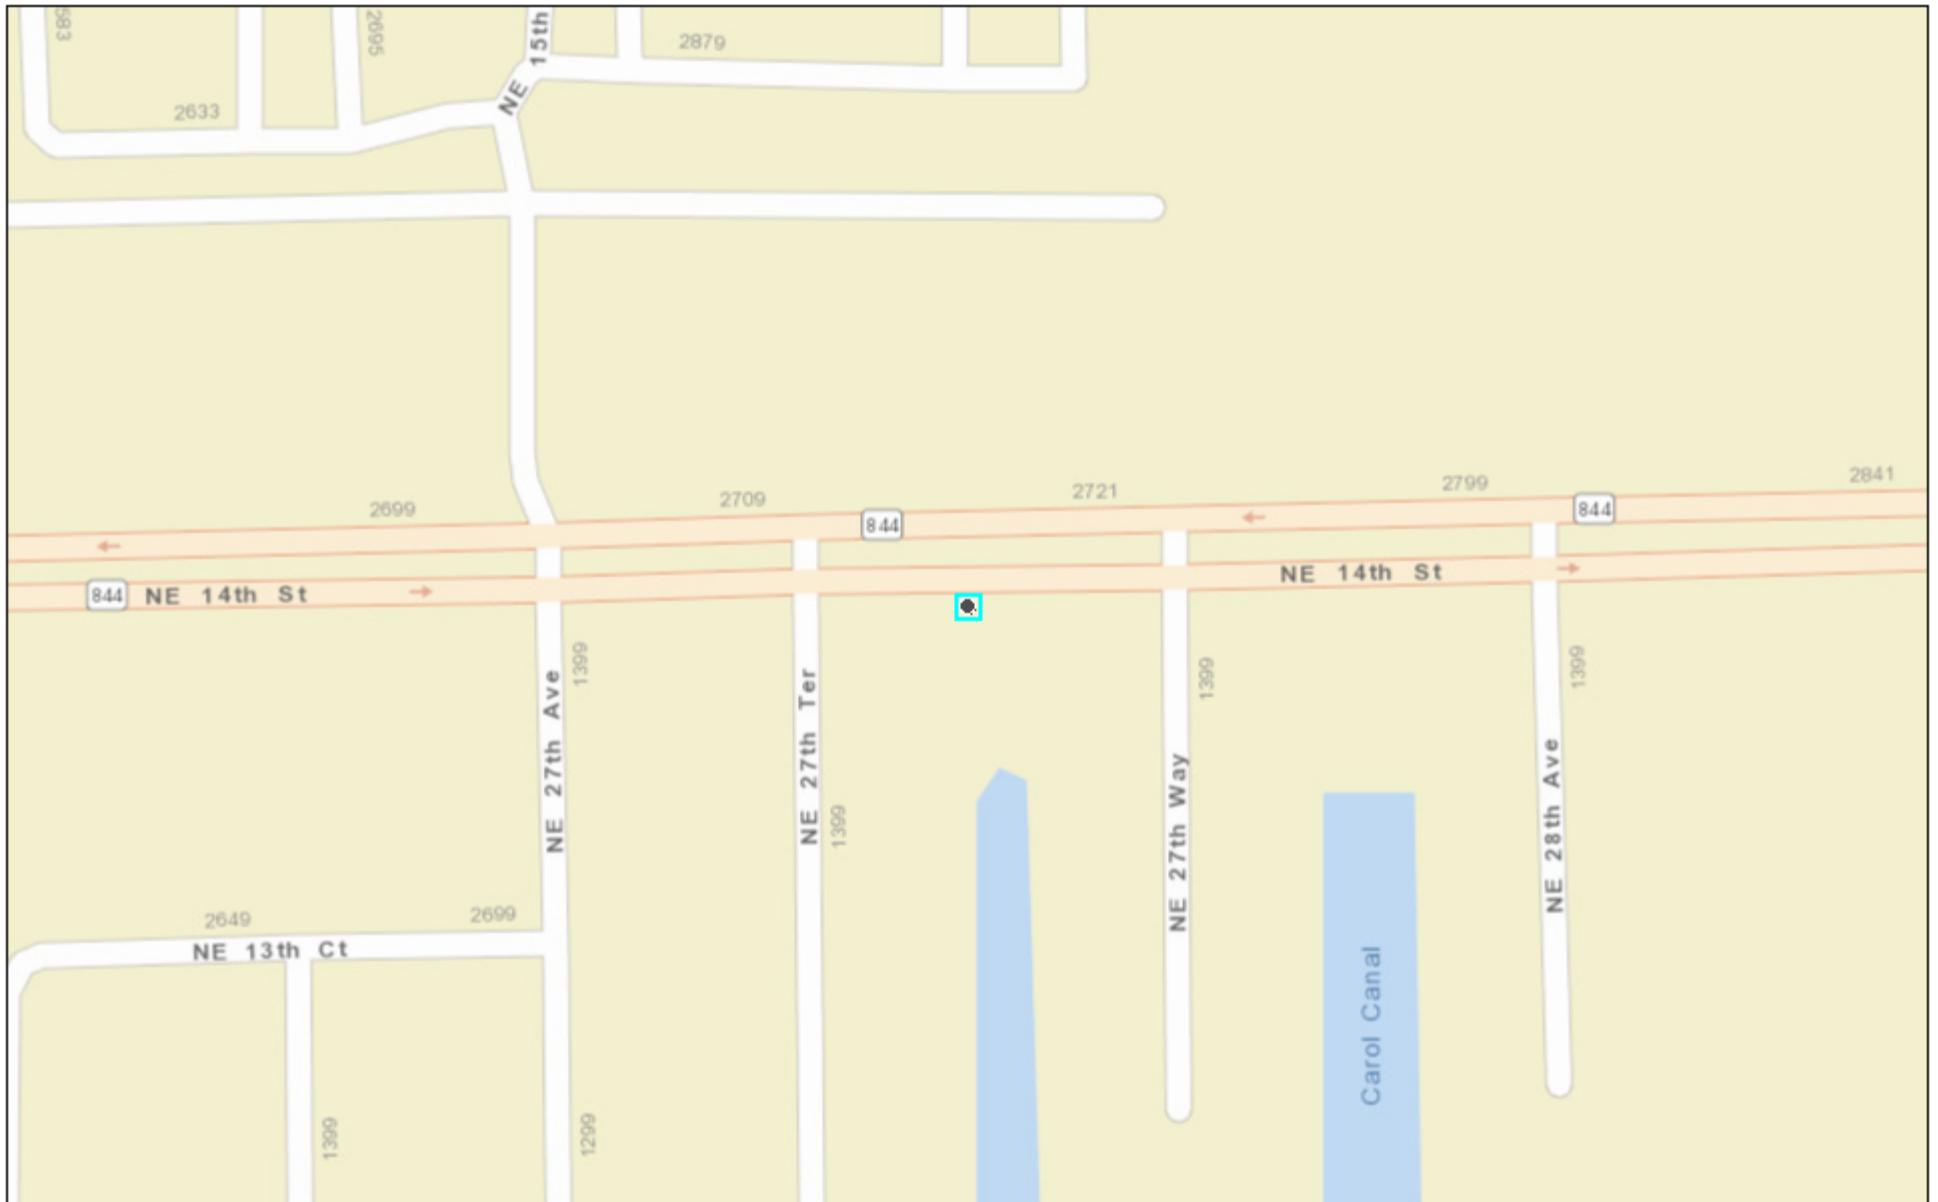 583
2695
NE 15th
2879
2633
2699
2709
844
2721
2799
844
2841
844
NE 14th St
NE 14th St
1399
1399
1399
NE 27th Ave
NE 27th Ter
1399
NE 27th Way
NE 28th Ave
2649
2699
NE 13th Ct
Carol Canal
1399
1299